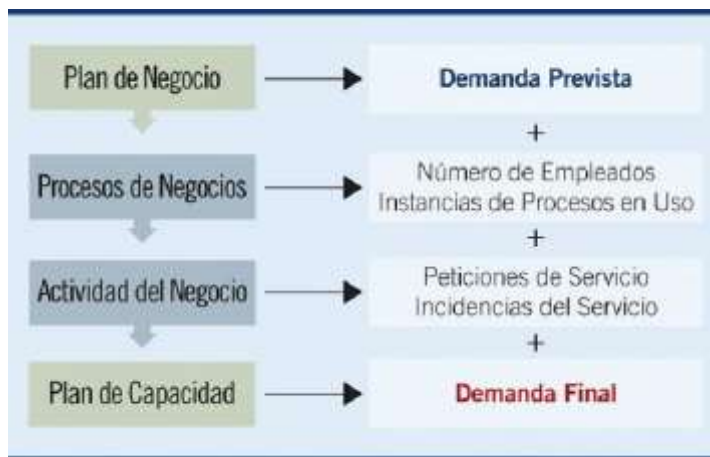 Plan de Negocio
Demanda Prevista
+
Procesos de Negocios
Número de Empleados
Instancias de Procesos en Uso
+
Actividad del Negocio
Peticiones de Servicio
Incidencias del Servicio
+
Plan de Capacidad
Demanda Final